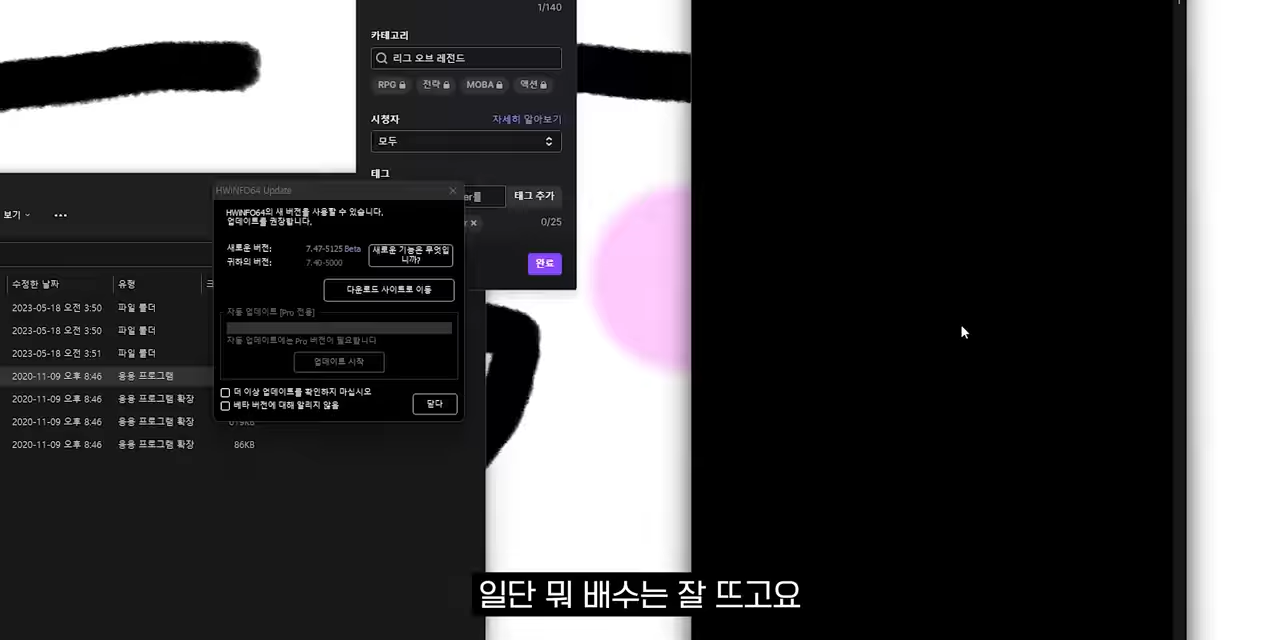 1/140
카테고리
리그 오브 레전드
RPG 전략 MOBA 액션
시청자 자세히 알아보기
모두
태그
er를 태그 추가
r × 0/25
완료
보기 ...
수정한 날짜 유형 크
2023-05-18 오전 3:50 파일 폴더
2023-05-18 오전 3:50 파일 폴더
2023-05-18 오전 3:51 파일 폴더
2020-11-09 오후 8:46 응용 프로그램
2020-11-09 오후 8:46 응용 프로그램 확장
2020-11-09 오후 8:46 응용 프로그램 확장 619KB
2020-11-09 오후 8:46 응용 프로그램 확장 86KB
HWiNFO64 Update
HWiNFO64의 새 버전을 사용할 수 있습니다.
업데이트를 권장합니다.
새로운 버전: 7.47-5125 Beta
귀하의 버전: 7.40-5000
새로운 기능은 무엇입
니까?
다운로드 사이트로 이동
자동 업데이트 [Pro 전용]
자동 업데이트에는 Pro 버전이 필요합니다
업데이트 시작
더 이상 업데이트를 확인하지 마십시오
베타 버전에 대해 알리지 않음
닫다
일단 뭐 배수는 잘 뜨고요